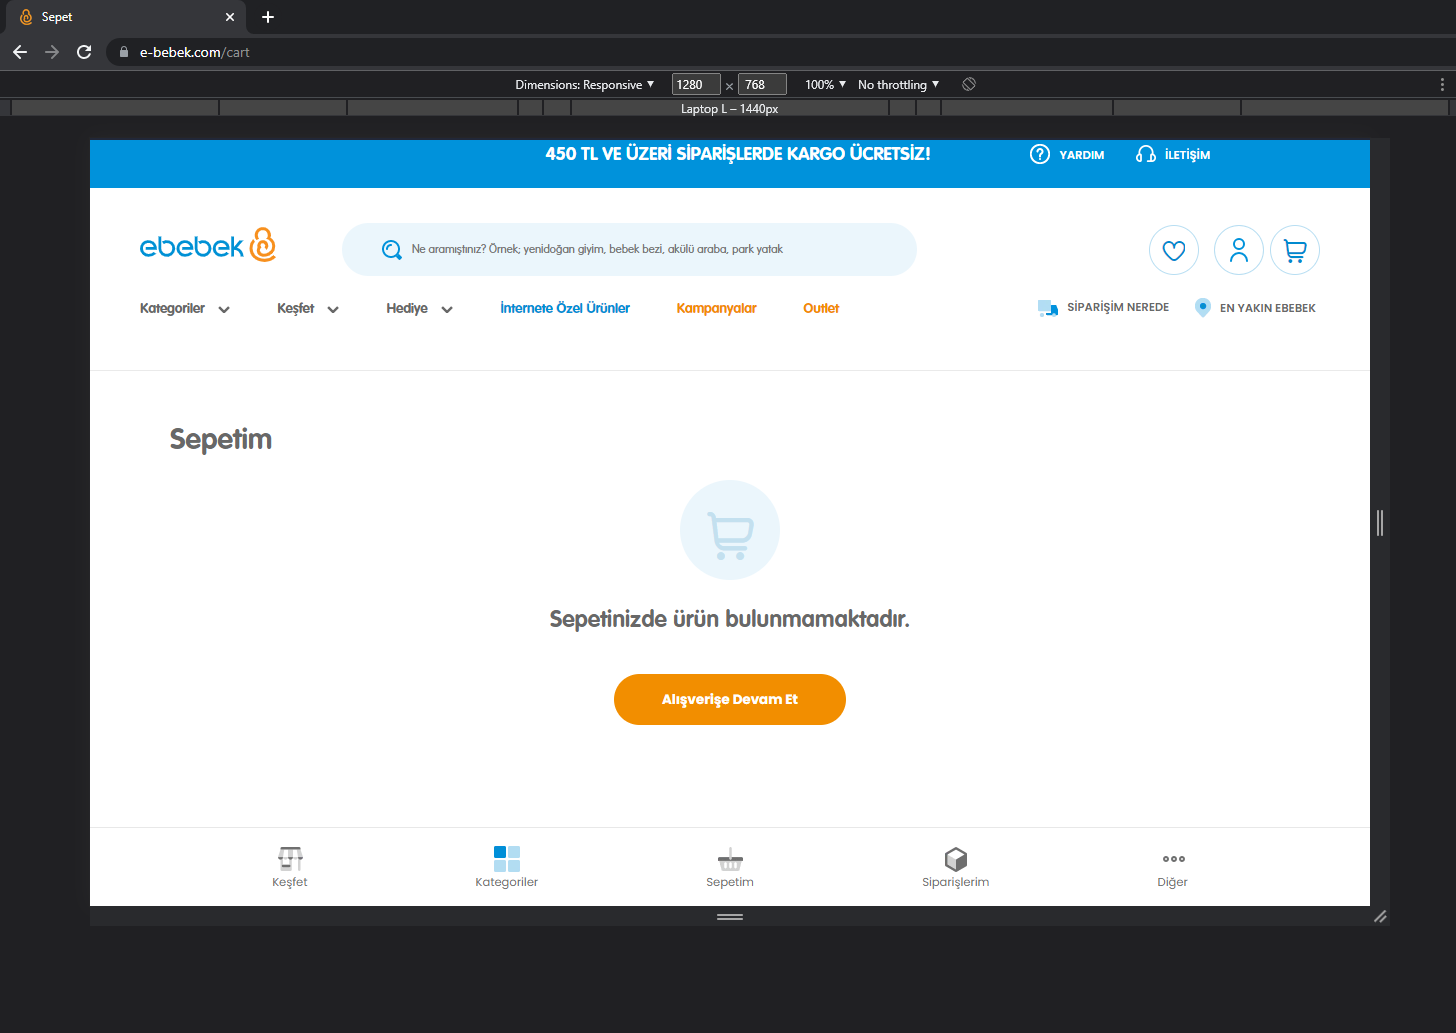 Sepet
e-bebek.com/cart
Dimensions: Responsive 1280 × 768 100% No throttling
Laptop L – 1440px
450 TL VE ÜZERİ SİPARİŞLERDE KARGO ÜCRETSİZ! YARDIM İLETİŞİM
ebebek Ne aramıştınız? Örnek; yenidoğan giyim, bebek bezi, akülü araba, park yatak
Kategoriler Keşfet Hediye İnternete Özel Ürünler Kampanyalar Outlet SİPARİŞİM NEREDE EN YAKIN EBEBEK
Sepetim
Sepetinizde ürün bulunmamaktadır.
Alışverişe Devam Et
Keşfet Kategoriler Sepetim Siparişlerim Diğer